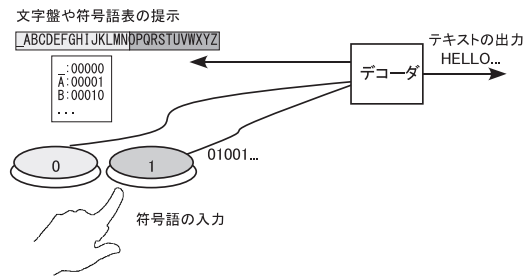 文字盤や符号語表の提示
_ABCDEFGHIJKLMNOPQRSTUVWXYZ
_:00000
A:00001
B:00010
...
デコーダ
テキストの出力
HELLO...
0
1
01001...
符号語の入力